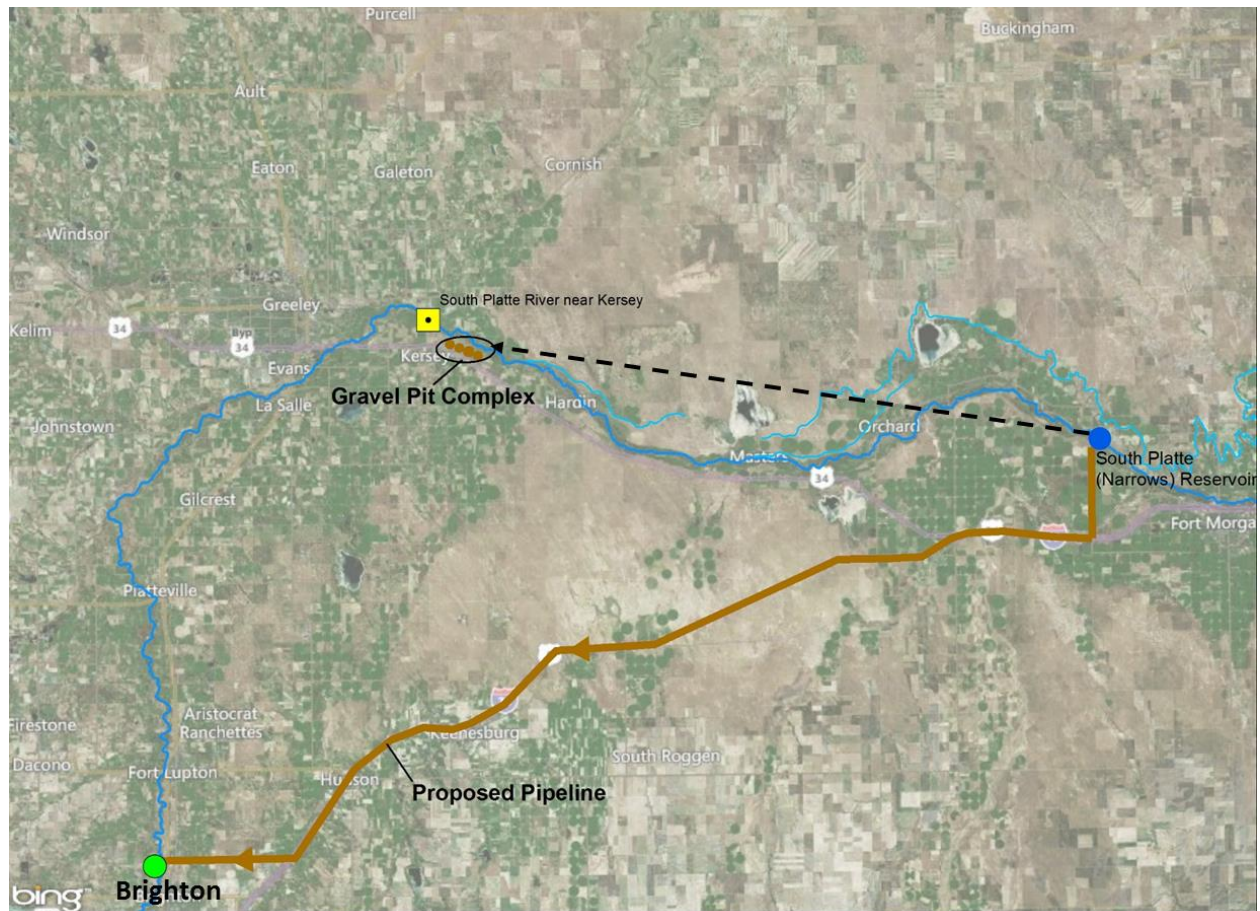 Purcell
Buckingham
Ault
Cornish
Eaton
Galeton
Windsor
South Platte River near Kersey
Greeley
Kelim
34
Byp
34
Kersey
Evans
Gravel Pit Complex
La Salle
Hardin
Johnstown
Orchard
Masters
South Platte
(Narrows) Reservoir
34
Gilcrest
Fort Morga
Platteville
Aristocrat
Ranchettes
Firestone
Keenesburg
South Roggen
Dacono
Fort Lupton
Hudson
Proposed Pipeline
Brighton
bing